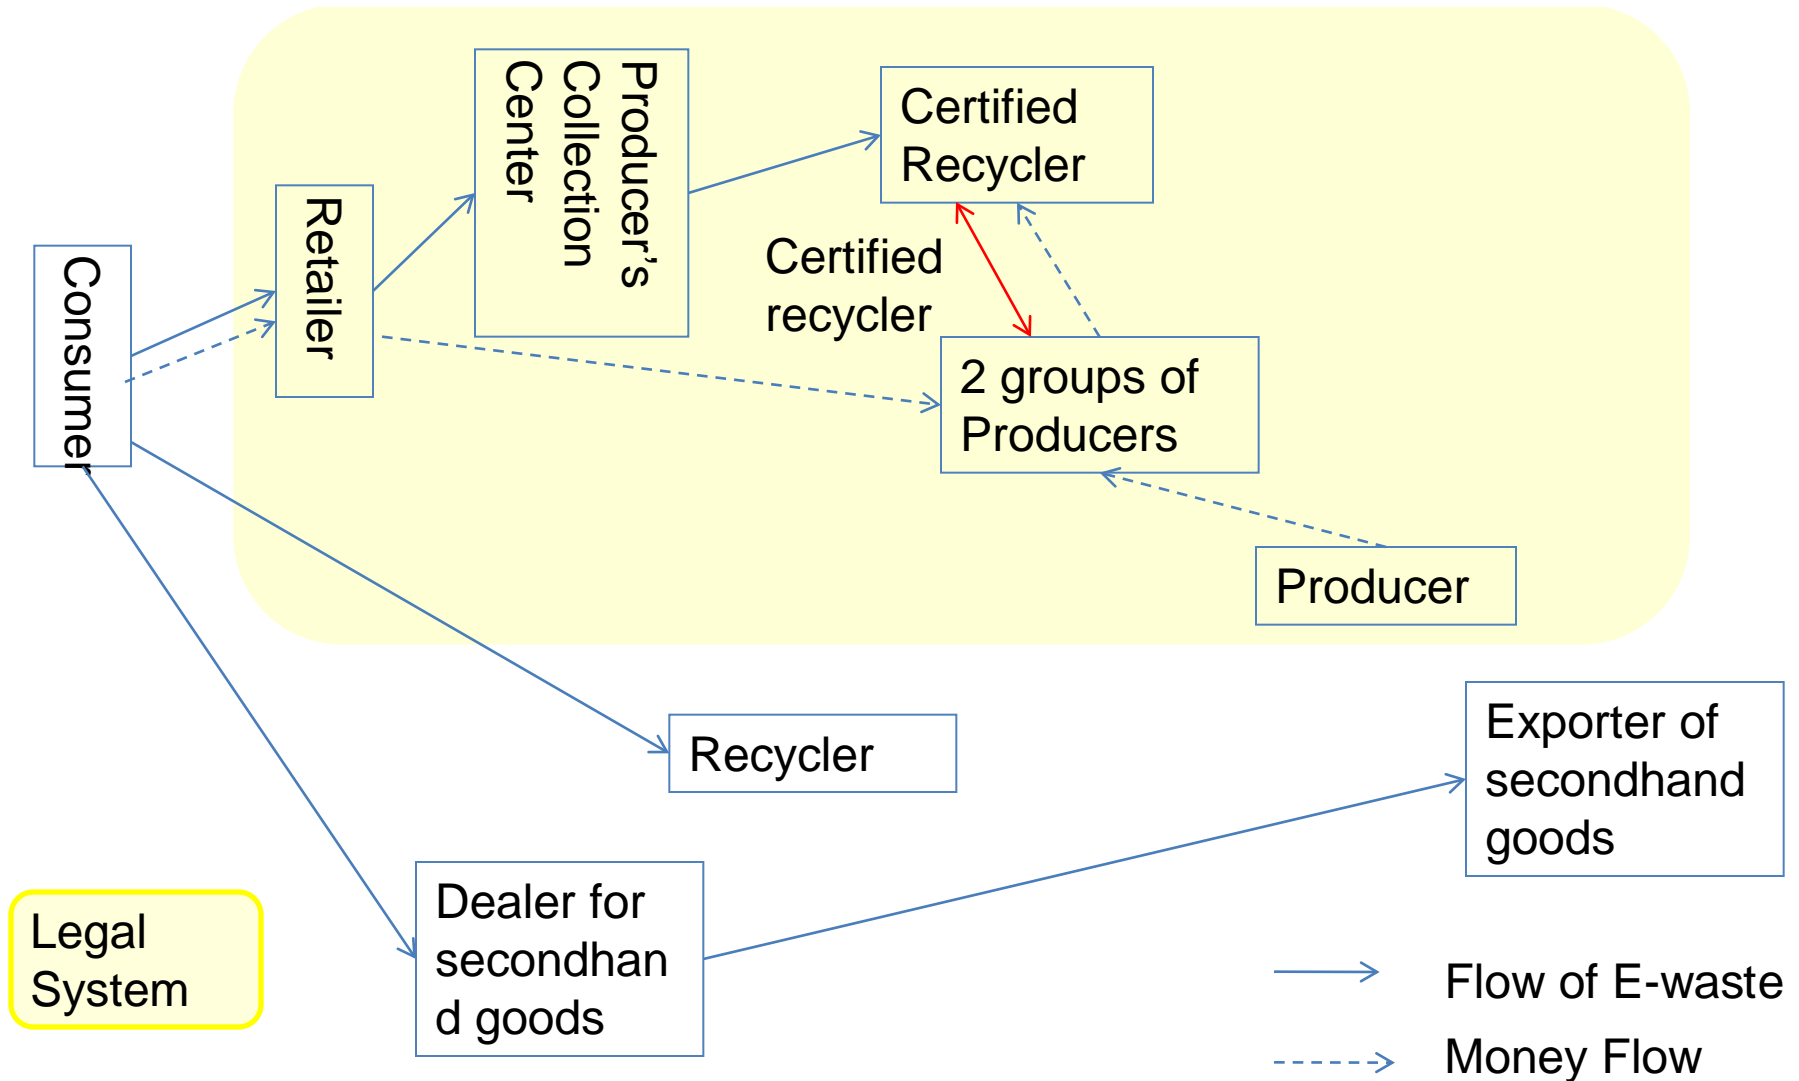 Consumer
Retailer
Producer’s
Collection
Center
Certified
Recycler
Certified
recycler
2 groups of
Producers
Producer
Recycler
Exporter of
secondhand
goods
Dealer for
secondhan
d goods
Legal
System
Flow of E-waste
Money Flow